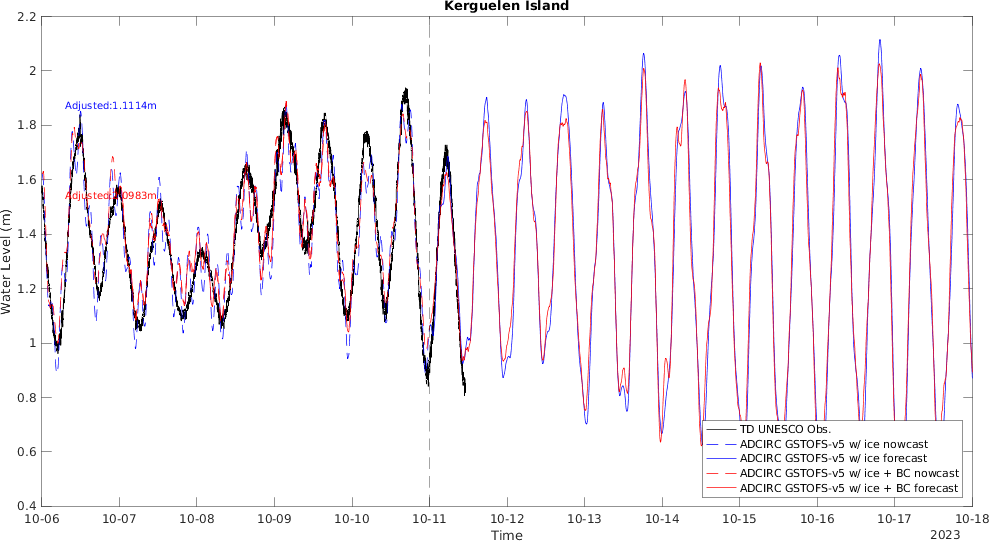 Kerguelen Island
2.2
2
1.8
1.6
1.4
1.2
1
0.8
0.6
0.4
Water Level (m)
Adjusted:1.1114m
TD UNESCO Obs.
ADCIRC GSTOFS-v5 w/ ice nowcast
ADCIRC GSTOFS-v5 w/ ice forecast
ADCIRC GSTOFS-v5 w/ ice + BC nowcast
ADCIRC GSTOFS-v5 w/ ice + BC forecast
10-06 10-07 10-08 10-09 10-10 10-11 10-12 10-13 10-14 10-15 10-16 10-17 10-18
Time
2023